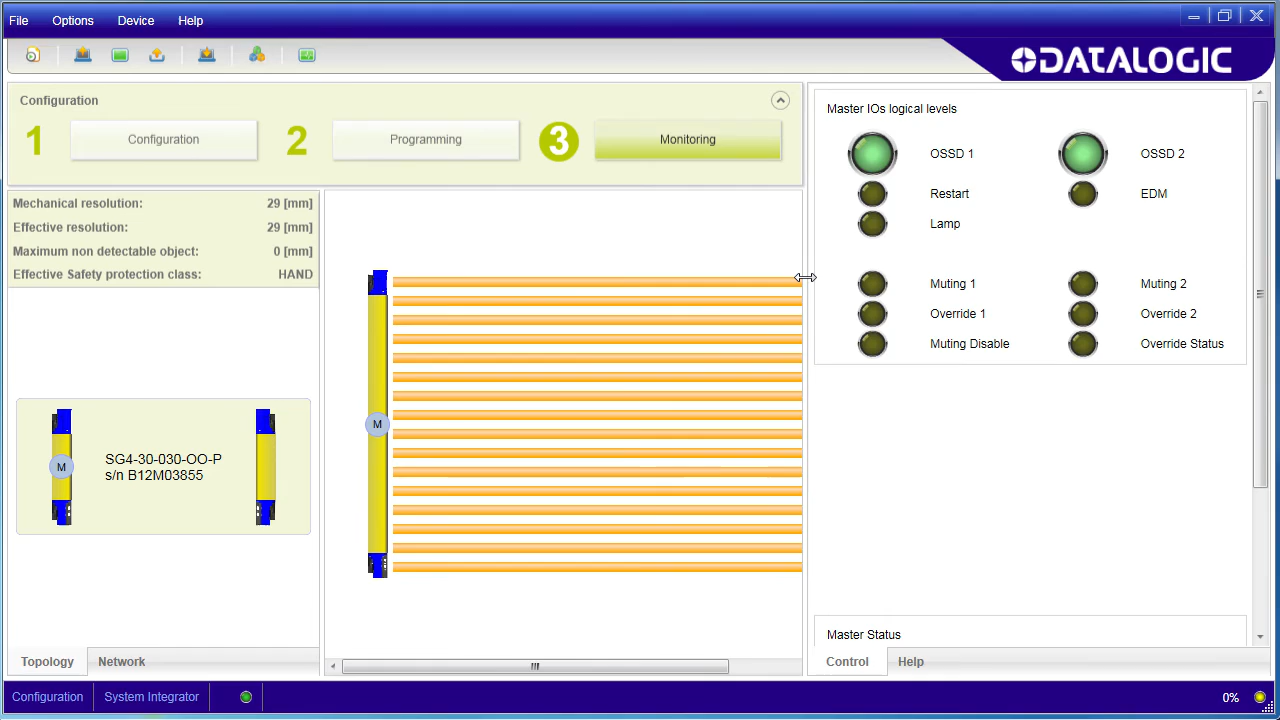 File Options Device Help
DATALOGIC
Configuration
1 Configuration 2 Programming 3 Monitoring
Mechanical resolution: 29 [mm]
Effective resolution: 29 [mm]
Maximum non detectable object: 0 [mm]
Effective Safety protection class: HAND
M
SG4-30-030-OO-P
s/n B12M03855
Topology Network
M
Master IOs logical levels
OSSD 1 OSSD 2
Restart EDM
Lamp
Muting 1 Muting 2
Override 1 Override 2
Muting Disable Override Status
Master Status
Control Help
Configuration System Integrator 0%